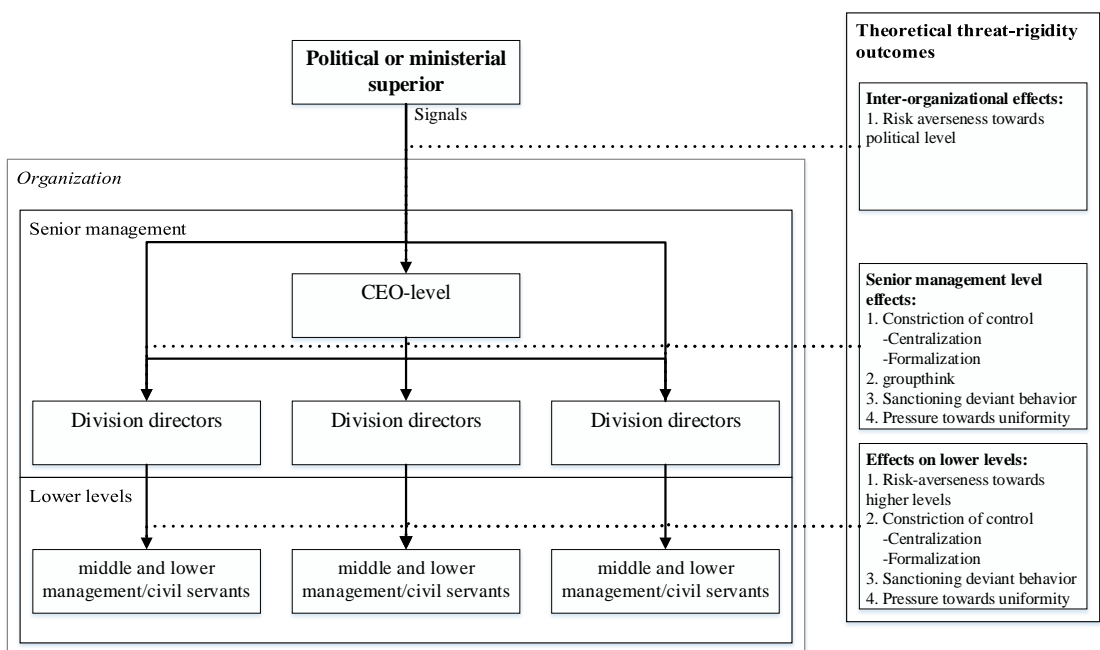 Political or ministerial
superior
Signals
Organization
Senior management
CEO-level
Division directors
Division directors
Division directors
Lower levels
middle and lower
management/civil servants
middle and lower
management/civil servants
middle and lower
management/civil servants
Theoretical threat-rigidity
outcomes
Inter-organizational effects:
1. Risk averseness towards
political level
Senior management level
effects:
1. Constriction of control
-Centralization
-Formalization
2. groupthink
3. Sanctioning deviant behavior
4. Pressure towards uniformity
Effects on lower levels:
1. Risk-averseness towards
higher levels
2. Constriction of control
-Centralization
-Formalization
3. Sanctioning deviant behavior
4. Pressure towards uniformity